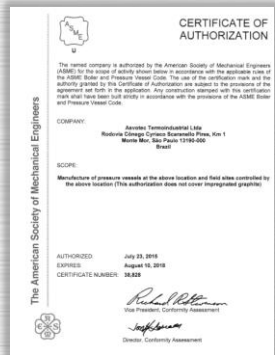 ASME
CERTIFICATE OF
AUTHORIZATION
The named company is authorized by the American Society of Mechanical Engineers
(ASME) for the scope of activity shown below in accordance with the applicable rules of
the ASME Boiler and Pressure Vessel Code. The use of the certification mark and the
authority granted by this Certificate of Authorization are subject to the provisions of the
agreement set forth in the application. Any construction stamped with this certification
mark shall have been built strictly in accordance with the provisions of the ASME Boiler
and Pressure Vessel Code.
COMPANY:
Termoindustrial Ltda
Rodovia Cônego Cyriaco Scaranello Pires, Km 1
Monte Mor, São Paulo 13190-000
Brazil
SCOPE:
Manufacture of pressure vessels at the above location and field sites controlled by
the above location (This authorization does not cover impregnated graphite)
AUTHORIZED: July 23, 2015
EXPIRES: August 10, 2018
CERTIFICATE NUMBER: 38,828
Vice President, Conformity Assessment
Director, Conformity Assessment
The American Society of Mechanical Engineers